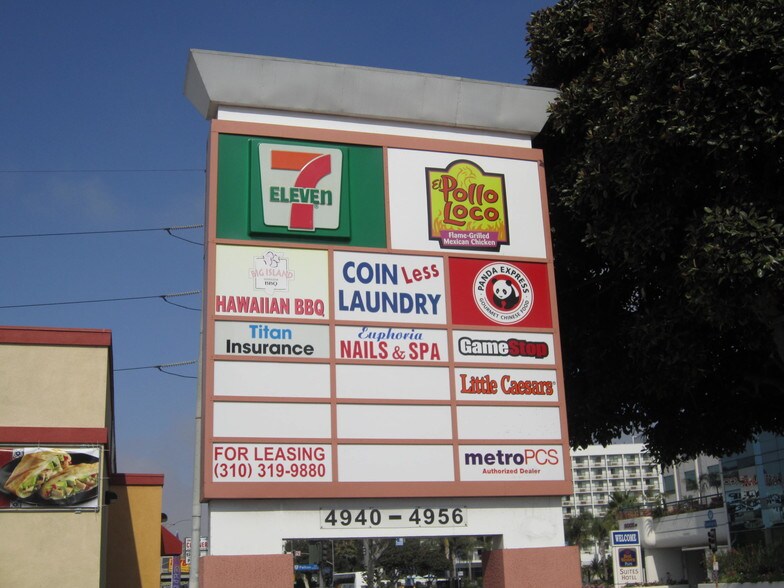 7
ELEVEn
El Pollo
Loco
Flame-Grilled
Mexican Chicken
BIG ISLAND
BBQ
HAWAIIAN BBQ
COIN Less
LAUNDRY
PANDA EXPRESS
GOURMET CHINESE FOOD
Titan
Insurance
Euphoria
NAILS & SPA
GameStop
Little Caesars
FOR LEASING
(310) 319-9880
metroPCS
Authorized Dealer
4940 - 4956
WELCOME
Best
Western
SUITES
HOTEL